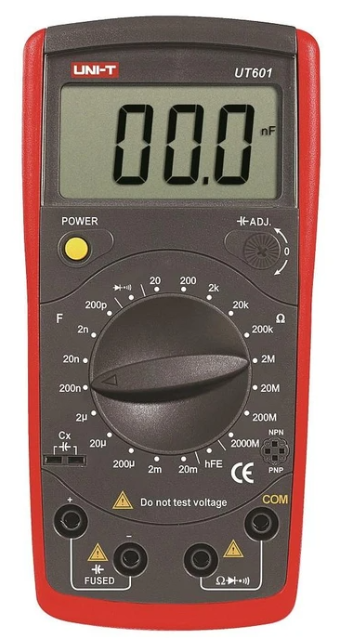 UNI-T
UT601
00.0 nF
POWER
ADJ.
0
20 200 2k
200p 20k
F Ω
2n 200k
20n 2M
200n 20M
2µ 200M
20µ 2000M
200µ 2m 20m hFE
NPN
PNP
Cx
CE
Do not test voltage
COM
+ −
FUSED
Ω